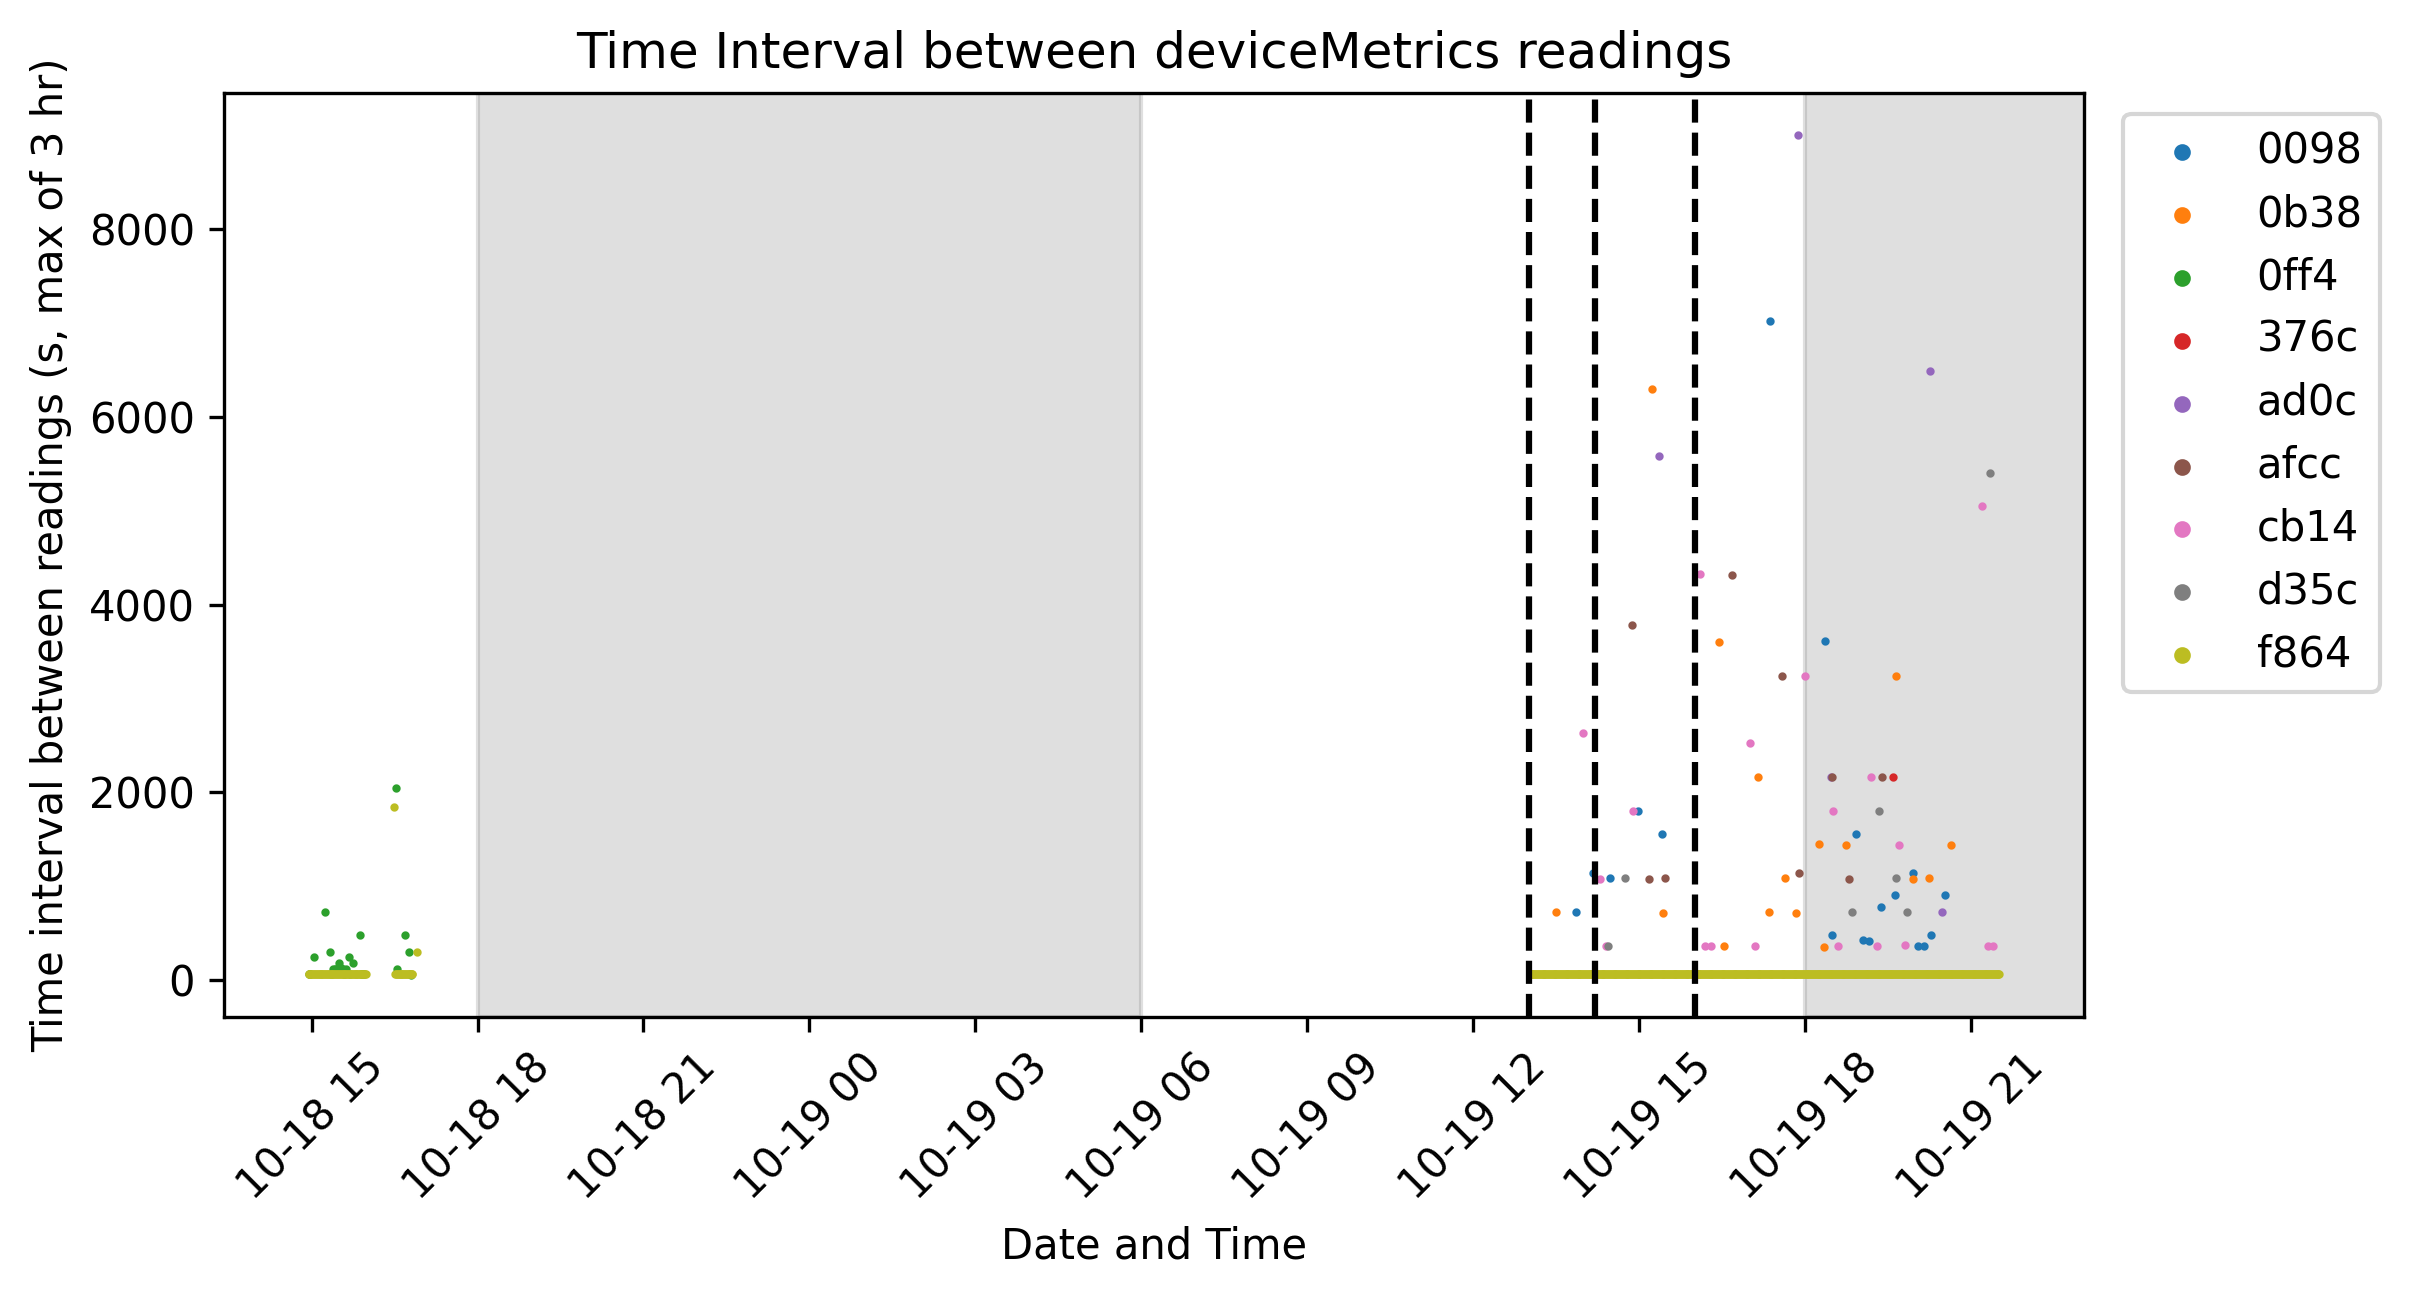 Time Interval between deviceMetrics readings
Time interval between readings (s, max of 3 hr)
8000
6000
4000
2000
0
10-18 15
10-18 18
10-18 21
10-19 00
10-19 03
10-19 06
10-19 09
10-19 12
10-19 15
10-19 18
10-19 21
Date and Time
0098
0b38
0ff4
376c
ad0c
afcc
cb14
d35c
f864